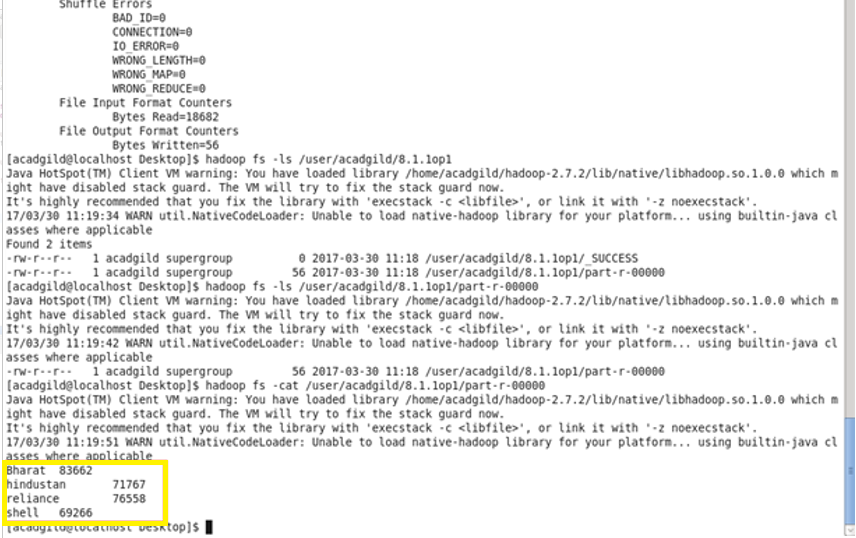 Shuffle Errors
BAD_ID=0
CONNECTION=0
IO_ERROR=0
WRONG_LENGTH=0
WRONG_MAP=0
WRONG_REDUCE=0
File Input Format Counters
Bytes Read=18682
File Output Format Counters
Bytes Written=56
[acadgild@localhost Desktop]$ hadoop fs -ls /user/acadgild/8.1.1op1
Java HotSpot(TM) Client VM warning: You have loaded library /home/acadgild/hadoop-2.7.2/lib/native/libhadoop.so.1.0.0 which m
ight have disabled stack guard. The VM will try to fix the stack guard now.
It's highly recommended that you fix the library with 'execstack -c <libfile>', or link it with '-z noexecstack'.
17/03/30 11:19:34 WARN util.NativeCodeLoader: Unable to load native-hadoop library for your platform... using builtin-java cl
asses where applicable
Found 2 items
-rw-r--r--   1 acadgild supergroup          0 2017-03-30 11:18 /user/acadgild/8.1.1op1/_SUCCESS
-rw-r--r--   1 acadgild supergroup         56 2017-03-30 11:18 /user/acadgild/8.1.1op1/part-r-00000
[acadgild@localhost Desktop]$ hadoop fs -ls /user/acadgild/8.1.1op1/part-r-00000
Java HotSpot(TM) Client VM warning: You have loaded library /home/acadgild/hadoop-2.7.2/lib/native/libhadoop.so.1.0.0 which m
ight have disabled stack guard. The VM will try to fix the stack guard now.
It's highly recommended that you fix the library with 'execstack -c <libfile>', or link it with '-z noexecstack'.
17/03/30 11:19:42 WARN util.NativeCodeLoader: Unable to load native-hadoop library for your platform... using builtin-java cl
asses where applicable
-rw-r--r--   1 acadgild supergroup         56 2017-03-30 11:18 /user/acadgild/8.1.1op1/part-r-00000
[acadgild@localhost Desktop]$ hadoop fs -cat /user/acadgild/8.1.1op1/part-r-00000
Java HotSpot(TM) Client VM warning: You have loaded library /home/acadgild/hadoop-2.7.2/lib/native/libhadoop.so.1.0.0 which m
ight have disabled stack guard. The VM will try to fix the stack guard now.
It's highly recommended that you fix the library with 'execstack -c <libfile>', or link it with '-z noexecstack'.
17/03/30 11:19:51 WARN util.NativeCodeLoader: Unable to load native-hadoop library for your platform... using builtin-java cl
asses where applicable
Bharat  83662
hindustan       71767
reliance        76558
shell   69266
[acadgild@localhost Desktop]$